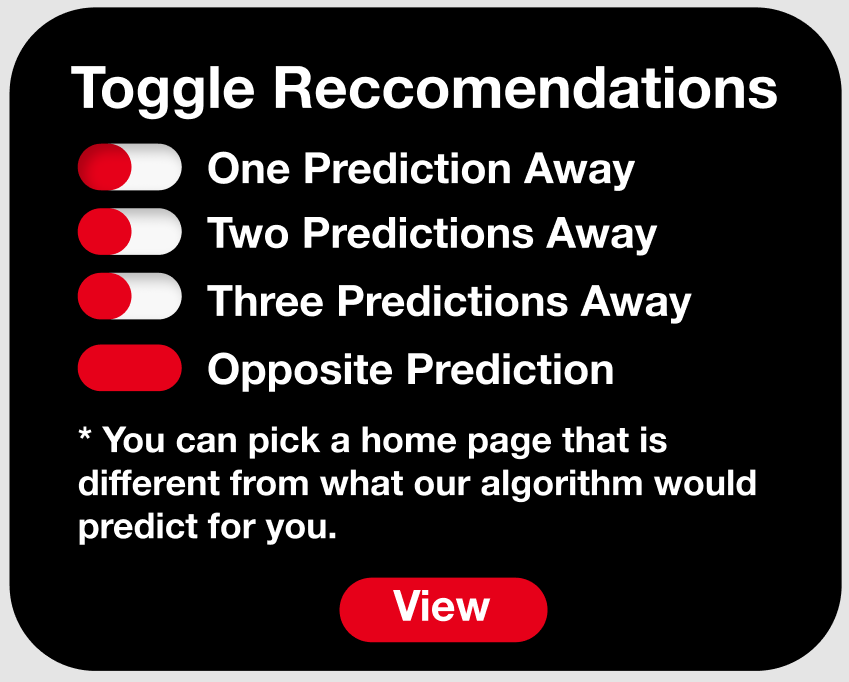 Toggle Reccomendations
One Prediction Away
Two Predictions Away
Three Predictions Away
Opposite Prediction
* You can pick a home page that is
different from what our algorithm would
predict for you.
View